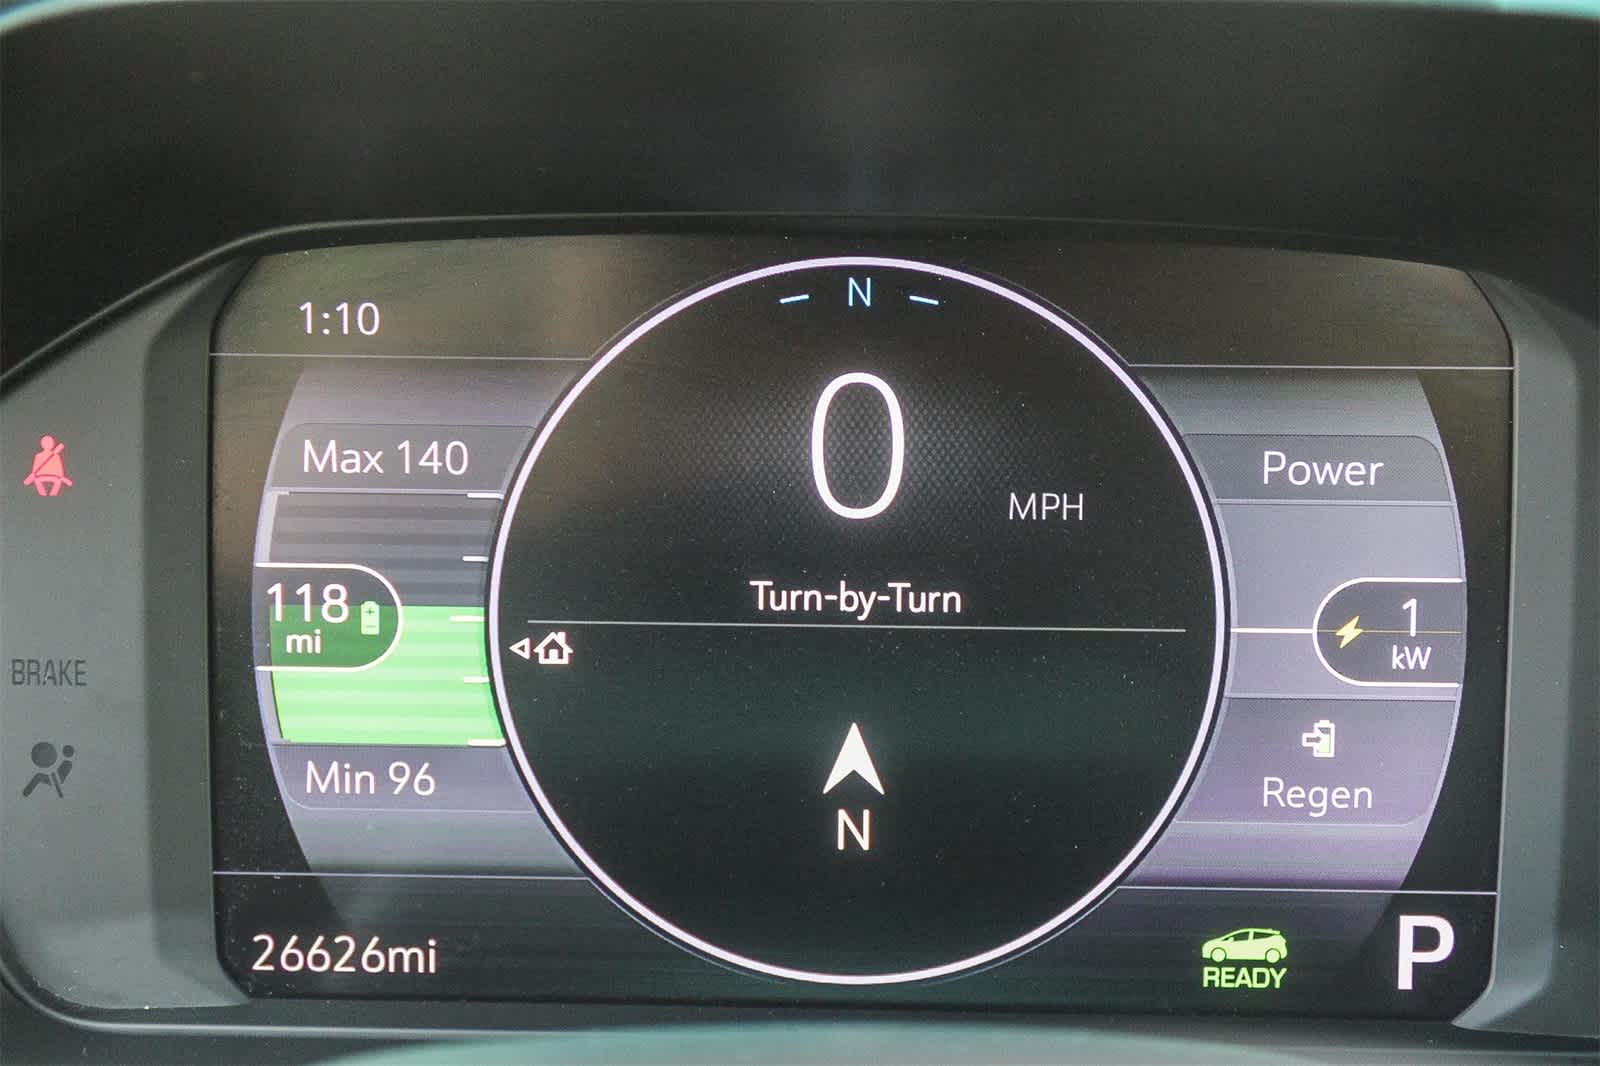 N
1:10
0
MPH
Max 140
Power
118
mi
Turn-by-Turn
1
kW
BRAKE
Min 96
Regen
N
26626mi
READY
P